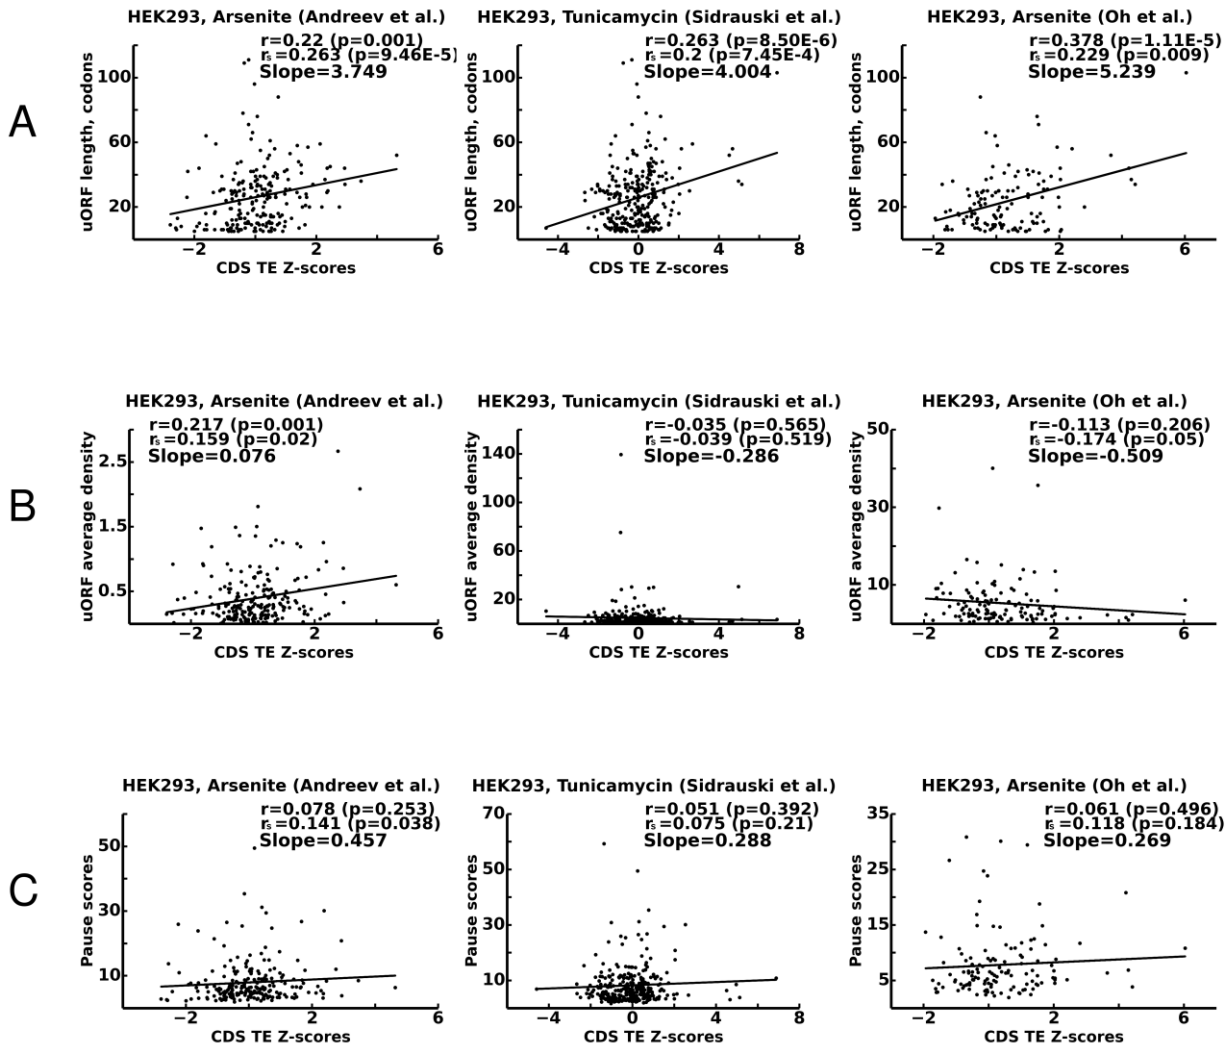 HEK293, Arsenite (Andreev et al.)
r=0.22 (p=0.001)
rs=0.263 (p=9.46E-5)
Slope=3.749
100
60
20
uORF length, codons
−2
2
6
CDS TE Z-scores
HEK293, Tunicamycin (Sidrauski et al.)
r=0.263 (p=8.50E-6)
rs=0.2 (p=7.45E-4)
Slope=4.004
100
60
20
uORF length, codons
−4
0
4
8
CDS TE Z-scores
HEK293, Arsenite (Oh et al.)
r=0.378 (p=1.11E-5)
rs=0.229 (p=0.009)
Slope=5.239
100
60
20
uORF length, codons
−2
2
6
CDS TE Z-scores
A
HEK293, Arsenite (Andreev et al.)
r=0.217 (p=0.001)
rs=0.159 (p=0.02)
Slope=0.076
2.5
1.5
0.5
uORF average density
−2
2
6
CDS TE Z-scores
HEK293, Tunicamycin (Sidrauski et al.)
r=-0.035 (p=0.565)
rs=-0.039 (p=0.519)
Slope=-0.286
140
100
60
20
uORF average density
−4
0
4
8
CDS TE Z-scores
HEK293, Arsenite (Oh et al.)
r=-0.113 (p=0.206)
rs=-0.174 (p=0.05)
Slope=-0.509
50
30
10
uORF average density
−2
2
6
CDS TE Z-scores
B
HEK293, Arsenite (Andreev et al.)
r=0.078 (p=0.253)
rs=0.141 (p=0.038)
Slope=0.457
50
30
10
Pause scores
−2
2
6
CDS TE Z-scores
HEK293, Tunicamycin (Sidrauski et al.)
r=0.051 (p=0.392)
rs=0.075 (p=0.21)
Slope=0.288
70
50
30
10
Pause scores
−4
0
4
8
CDS TE Z-scores
HEK293, Arsenite (Oh et al.)
r=0.061 (p=0.496)
rs=0.118 (p=0.184)
Slope=0.269
35
25
15
5
Pause scores
−2
2
6
CDS TE Z-scores
C